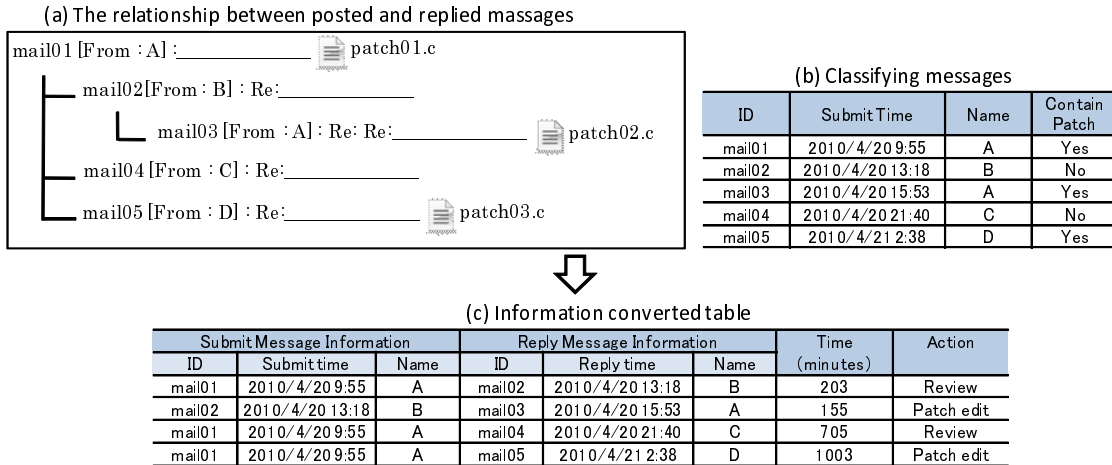 (a) The relationship between posted and replied massages
mail01 [From : A] : patch01.c
mail02[From : B] : Re:
mail03 [From : A] : Re: Re: patch02.c
mail04 [From : C] : Re:
mail05 [From : D] : Re: patch03.c
(b) Classifying messages
ID Submit Time Name Contain Patch
mail01 2010/4/20 9:55 A Yes
mail02 2010/4/20 13:18 B No
mail03 2010/4/20 15:53 A Yes
mail04 2010/4/20 21:40 C No
mail05 2010/4/21 2:38 D Yes
(c) Information converted table
Submit Message Information Reply Message Information Time (minutes) Action
ID Submit time Name ID Reply time Name
mail01 2010/4/20 9:55 A mail02 2010/4/20 13:18 B 203 Review
mail02 2010/4/20 13:18 B mail03 2010/4/20 15:53 A 155 Patch edit
mail01 2010/4/20 9:55 A mail04 2010/4/20 21:40 C 705 Review
mail01 2010/4/20 9:55 A mail05 2010/4/21 2:38 D 1003 Patch edit